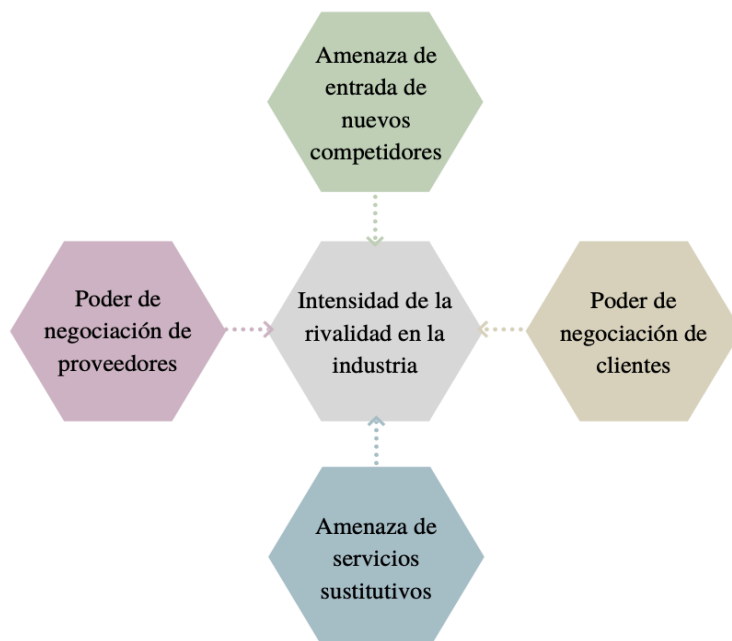 Amenaza de
entrada de
nuevos
competidores
Poder de
negociación de
proveedores
Intensidad de la
rivalidad en la
industria
Poder de
negociación de
clientes
Amenaza de
servicios
sustitutivos